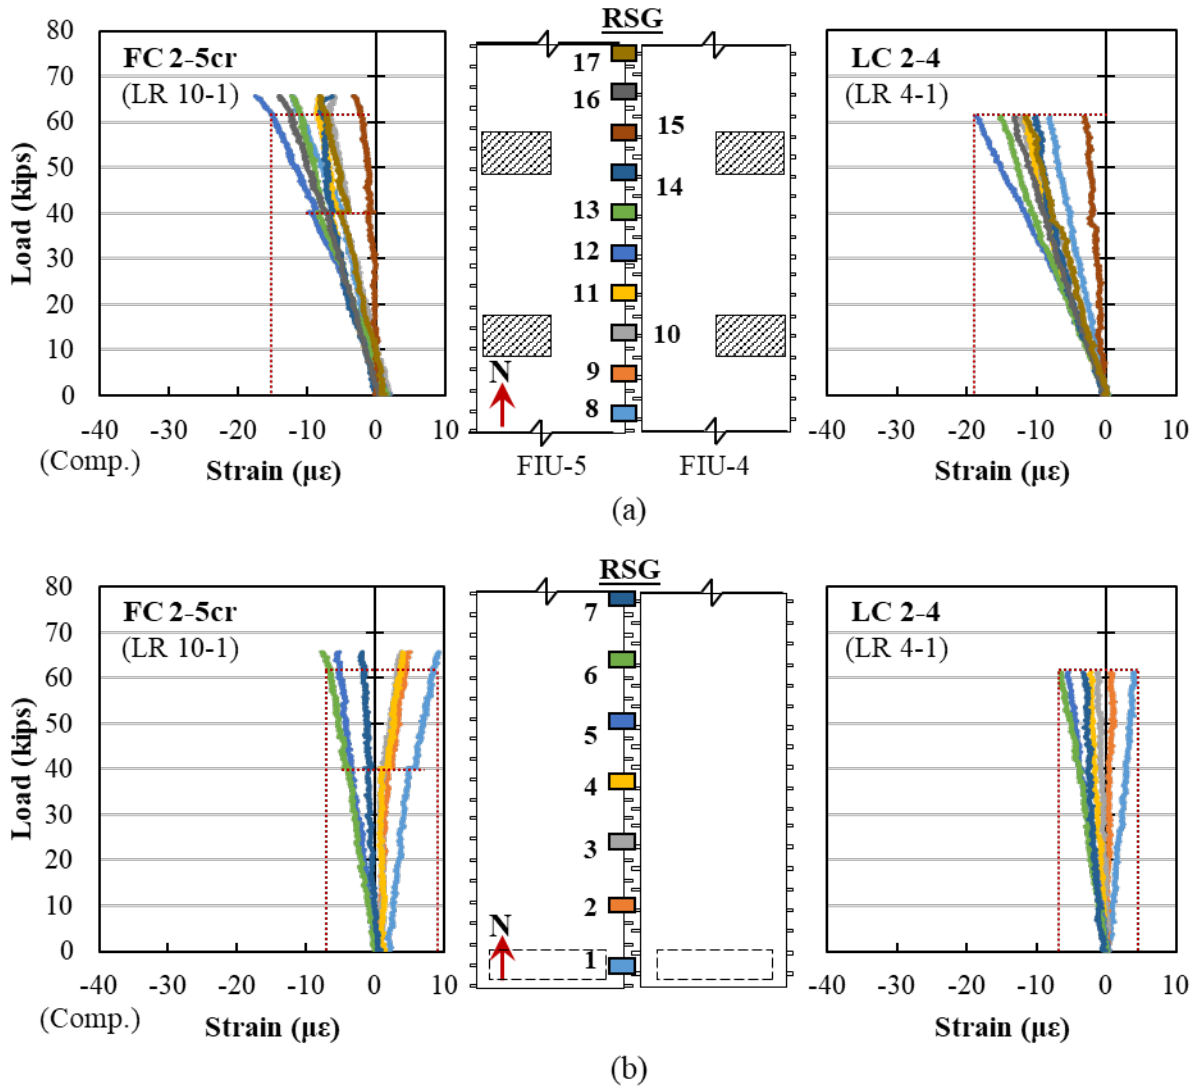 RSG
FC 2-5cr
(LR 10-1)
80
70
60
50
40
30
20
10
0
Load (kips)
-40 -30 -20 -10 0 10
(Comp.)
Strain (με)
17
16
15
14
13
12
11
10
9
8
N
FIU-5 FIU-4
LC 2-4
(LR 4-1)
-40 -30 -20 -10 0 10
Strain (με)
(a)
RSG
FC 2-5cr
(LR 10-1)
80
70
60
50
40
30
20
10
0
Load (kips)
-40 -30 -20 -10 0 10
(Comp.)
Strain (με)
7
6
5
4
3
2
1
N
LC 2-4
(LR 4-1)
-40 -30 -20 -10 0 10
Strain (με)
(b)